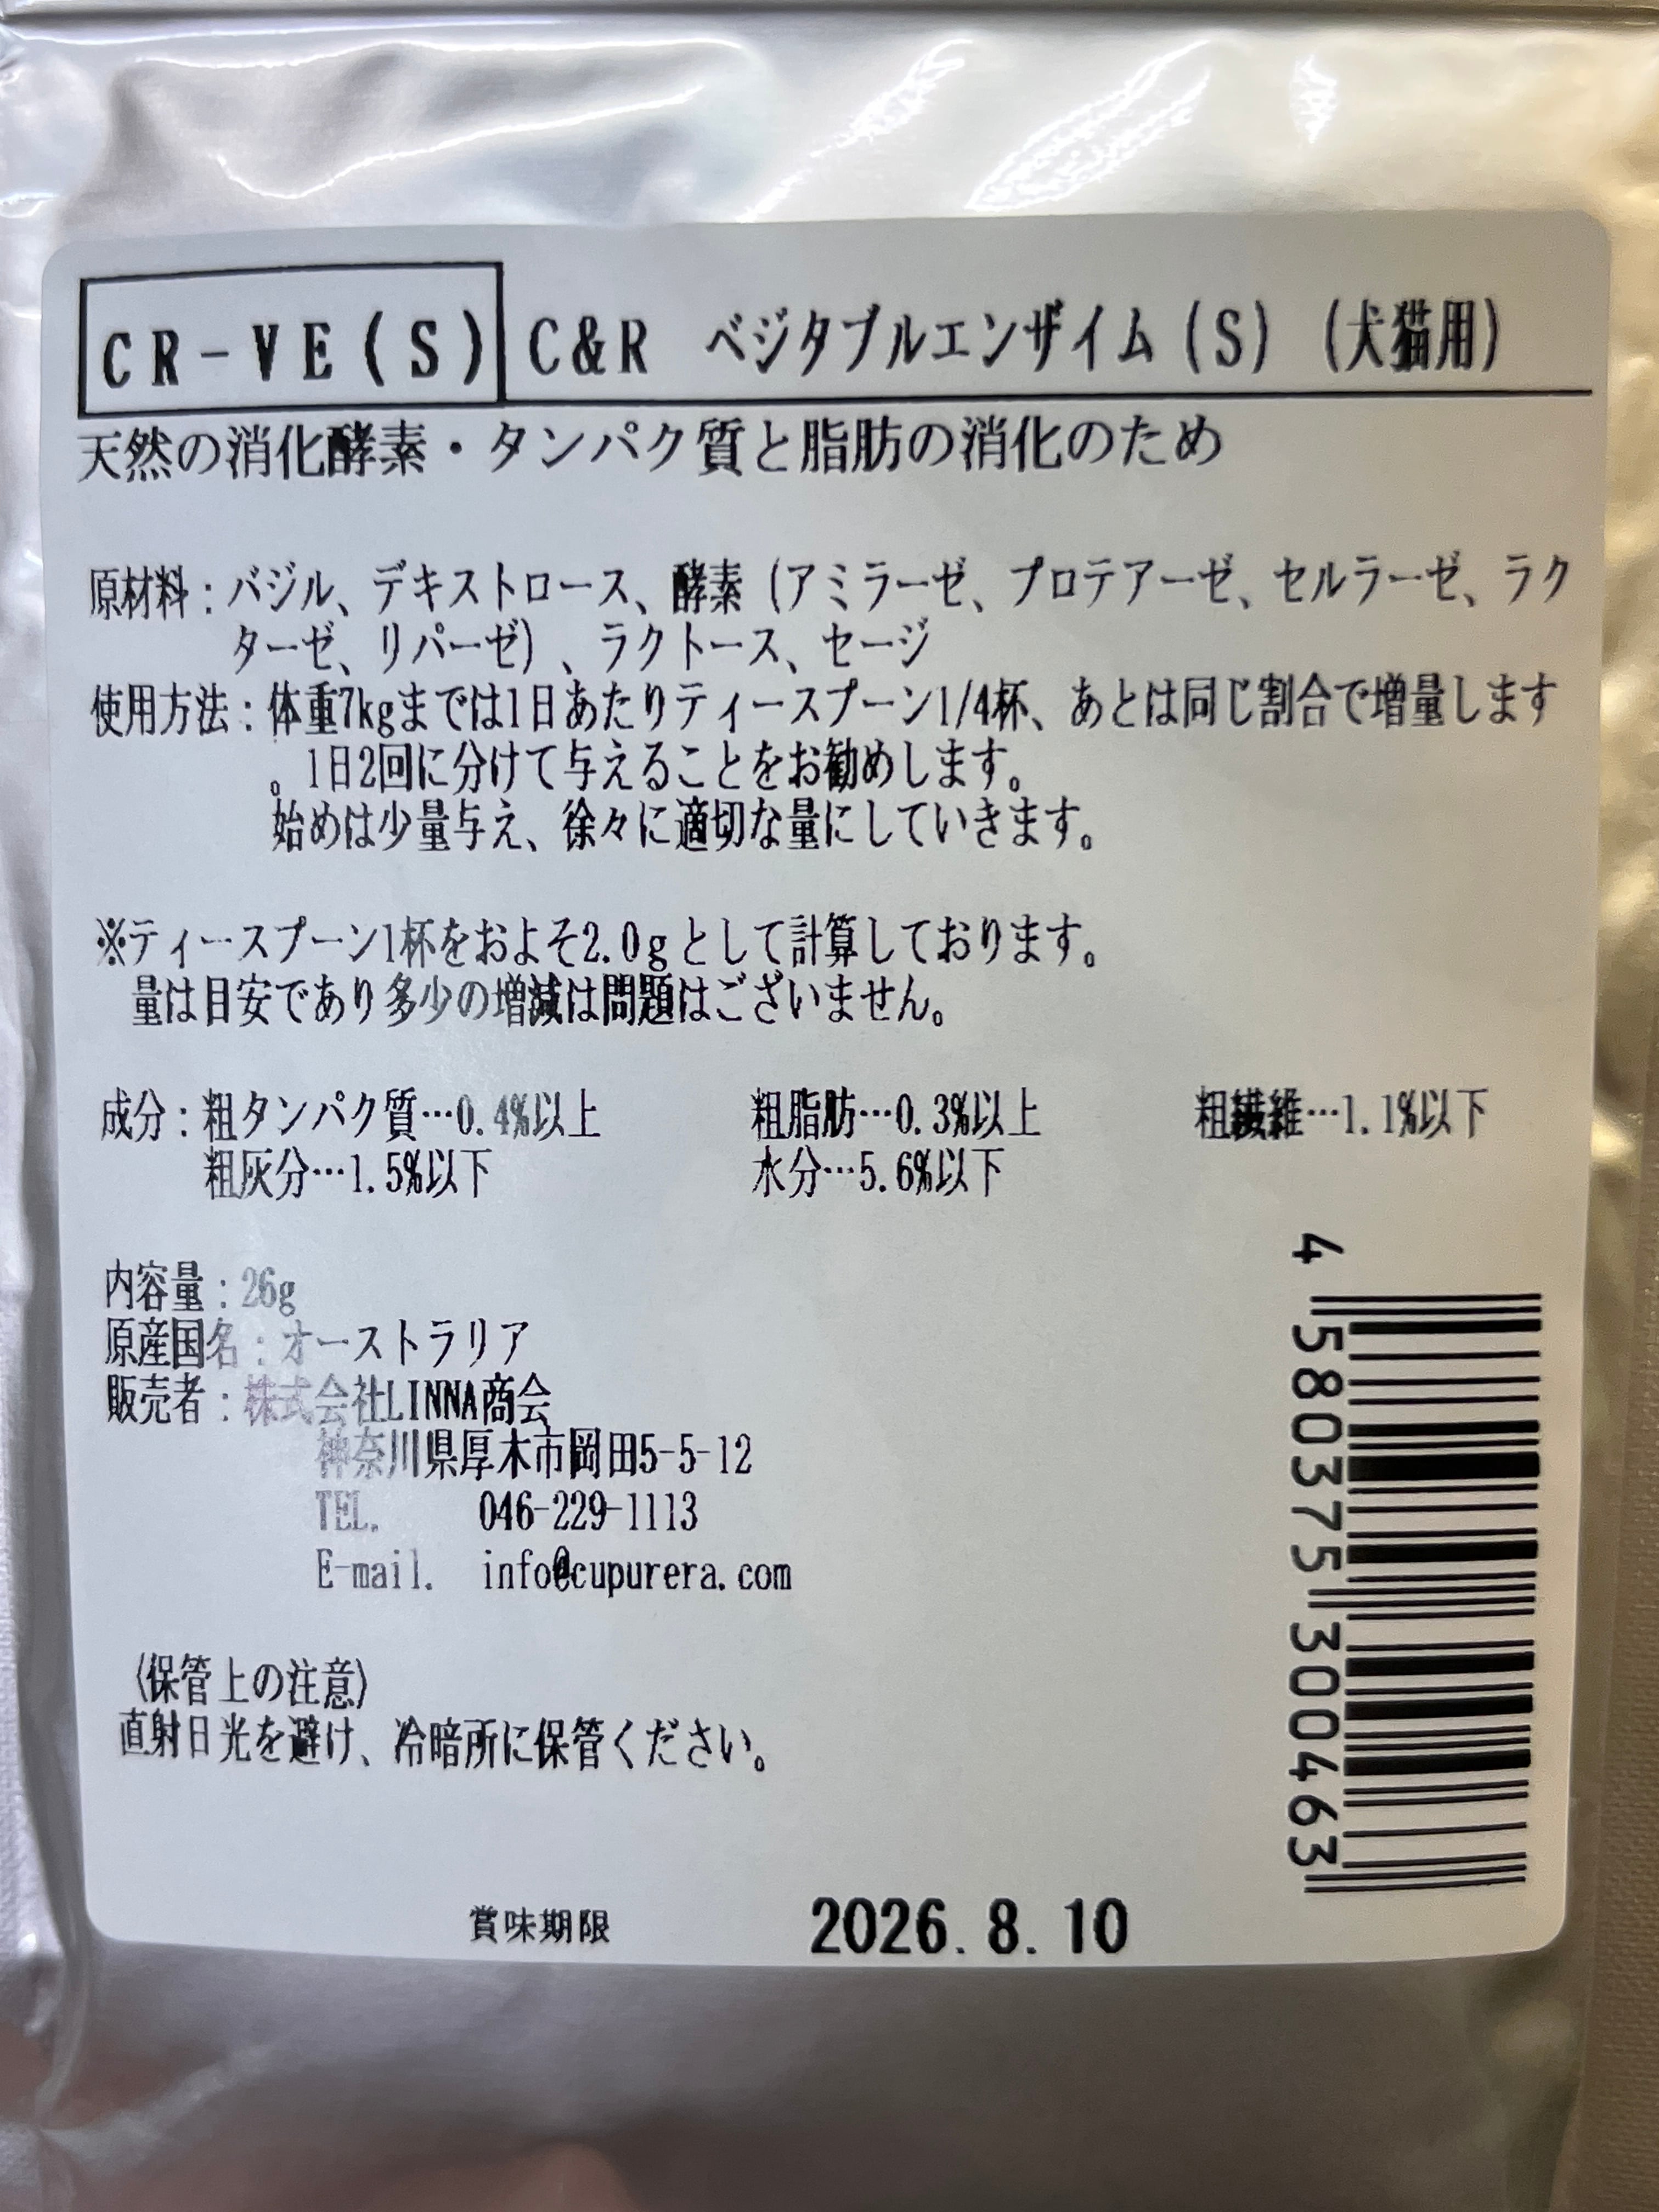 CR-VE(S) C&R ベジタブルエンザイム(S) (犬猫用)
天然の消化酵素・タンパク質と脂肪の消化のため
原材料:バジル、デキストロース、酵素(アミラーゼ、プロテアーゼ、セルラーゼ、ラク
ターゼ、リパーゼ)、ラクトース、セージ
使用方法:体重7kgまでは1日あたりティースプーン1/4杯、あとは同じ割合で増量します
。1日2回に分けて与えることをお勧めします。
始めは少量与え、徐々に適切な量にしていきます。
※ティースプーン1杯をおよそ2.0gとして計算しております。
量は目安であり多少の増減は問題はございません。
成分:粗タンパク質…0.4%以上 粗脂肪…0.3%以上 粗繊維…1.1%以下
粗灰分…1.5%以下 水分…5.6%以下
内容量:26g
原産国名:オーストラリア
販売者:株式会社LINNA商会
神奈川県厚木市岡田5-5-12
TEL. 046-229-1113
E-mail. info@cupurera.com
(保管上の注意)
直射日光を避け、冷暗所に保管ください。
4 580375 300463
賞味期限 2026.8.10